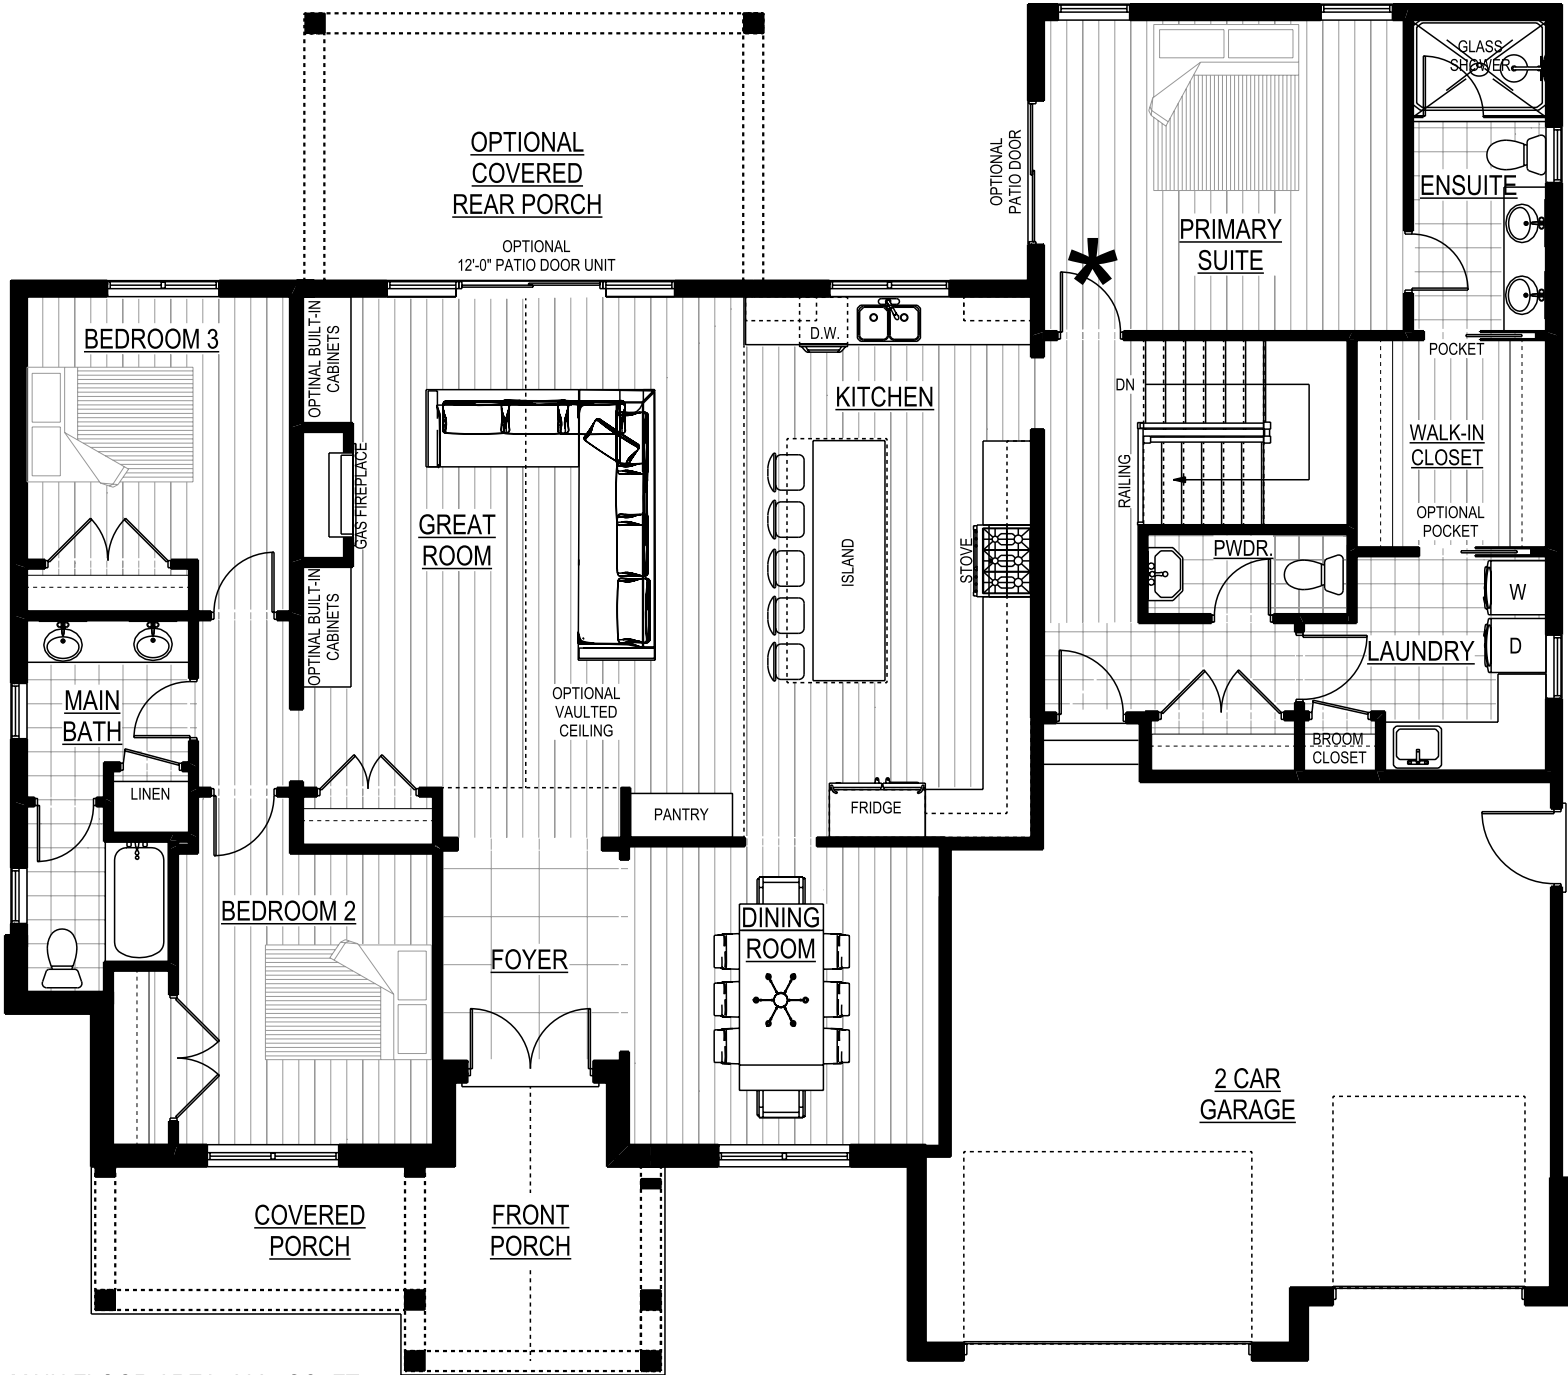 GLASS
SHOWER
OPTIONAL
COVERED
REAR PORCH
OPTIONAL
PATIO DOOR
ENSUITE
PRIMARY
SUITE
*
OPTIONAL
12'-0" PATIO DOOR UNIT
BEDROOM 3
OPTINAL BUILT-IN
CABINETS
D.W.
POCKET
KITCHEN
DN
WALK-IN
CLOSET
RAILING
GAS FIREPLACE
GREAT
ROOM
OPTIONAL
POCKET
ISLAND
STOVE
PWDR.
OPTINAL BUILT-IN
CABINETS
W
D
LAUNDRY
MAIN
BATH
OPTIONAL
VAULTED
CEILING
BROOM
CLOSET
LINEN
PANTRY
FRIDGE
BEDROOM 2
DINING
ROOM
FOYER
2 CAR
GARAGE
COVERED
PORCH
FRONT
PORCH